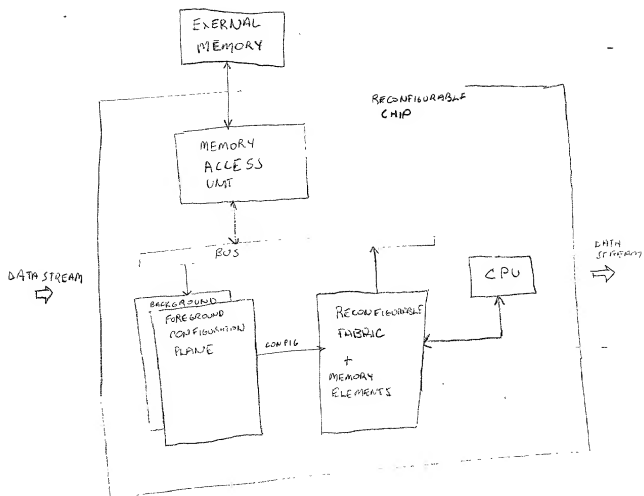 EXERNAL
MEMORY
RECONFIGURABLE
CHIP
MEMORY
ACCESS
UNIT
BUS
DATA STREAM
DATA
STREAM
CPU
BACKGROUND
FOREGROUND
CONFIGURATION
PLANE
CONFIG
RECONFIGURABLE
FABRIC
+
MEMORY
ELEMENTS